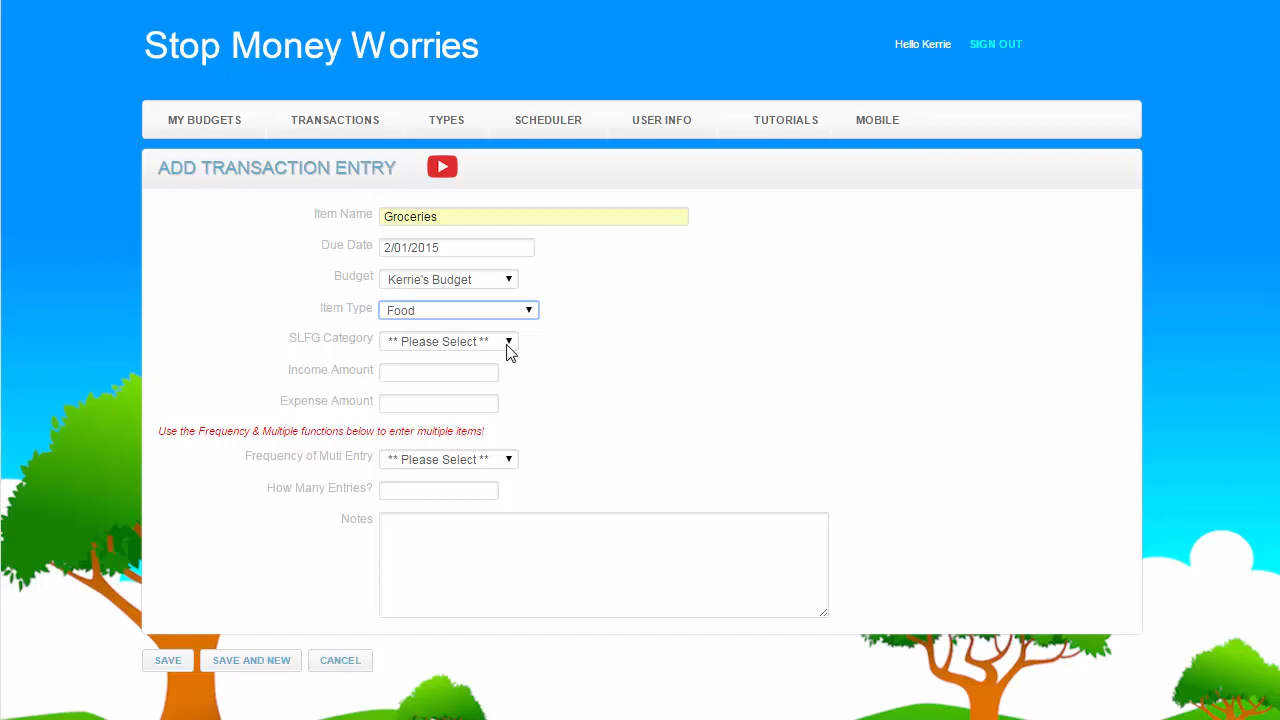 Stop Money Worries
Hello Kerrie SIGN OUT
MY BUDGETS TRANSACTIONS TYPES SCHEDULER USER INFO TUTORIALS MOBILE
ADD TRANSACTION ENTRY
Item Name Groceries
Due Date 2/01/2015
Budget Kerrie's Budget
Item Type Food
SLFG Category ** Please Select **
Income Amount
Expense Amount
Use the Frequency & Multiple functions below to enter multiple items!
Frequency of Muti Entry ** Please Select **
How Many Entries?
Notes
SAVE SAVE AND NEW CANCEL